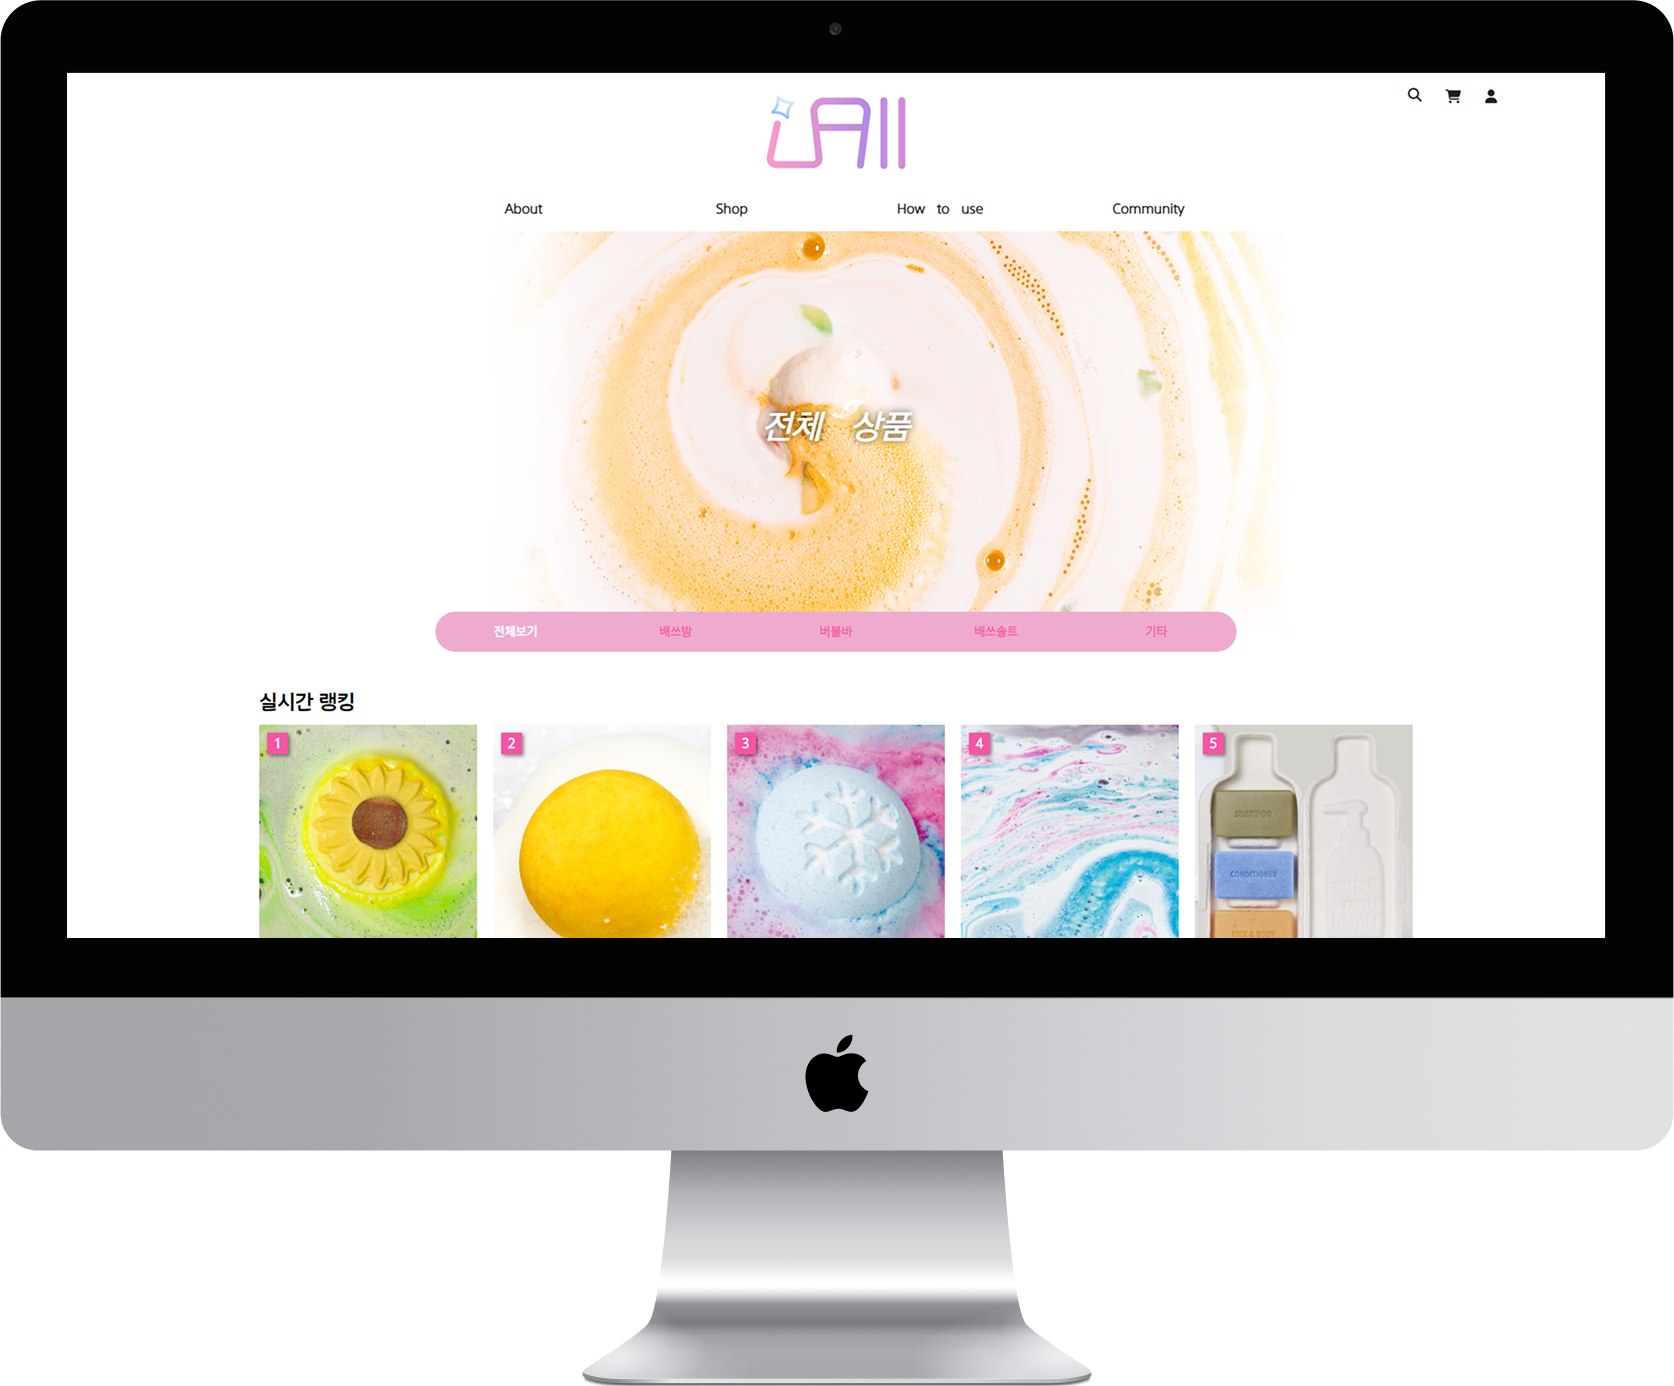 About Shop How to use Community
전체 상품
전체보기 배쓰밤 버블바 배쓰솔트 기타
실시간 랭킹
1 2 3 4 5
SHAMPOO
CONDITIONER
FACE & BODY